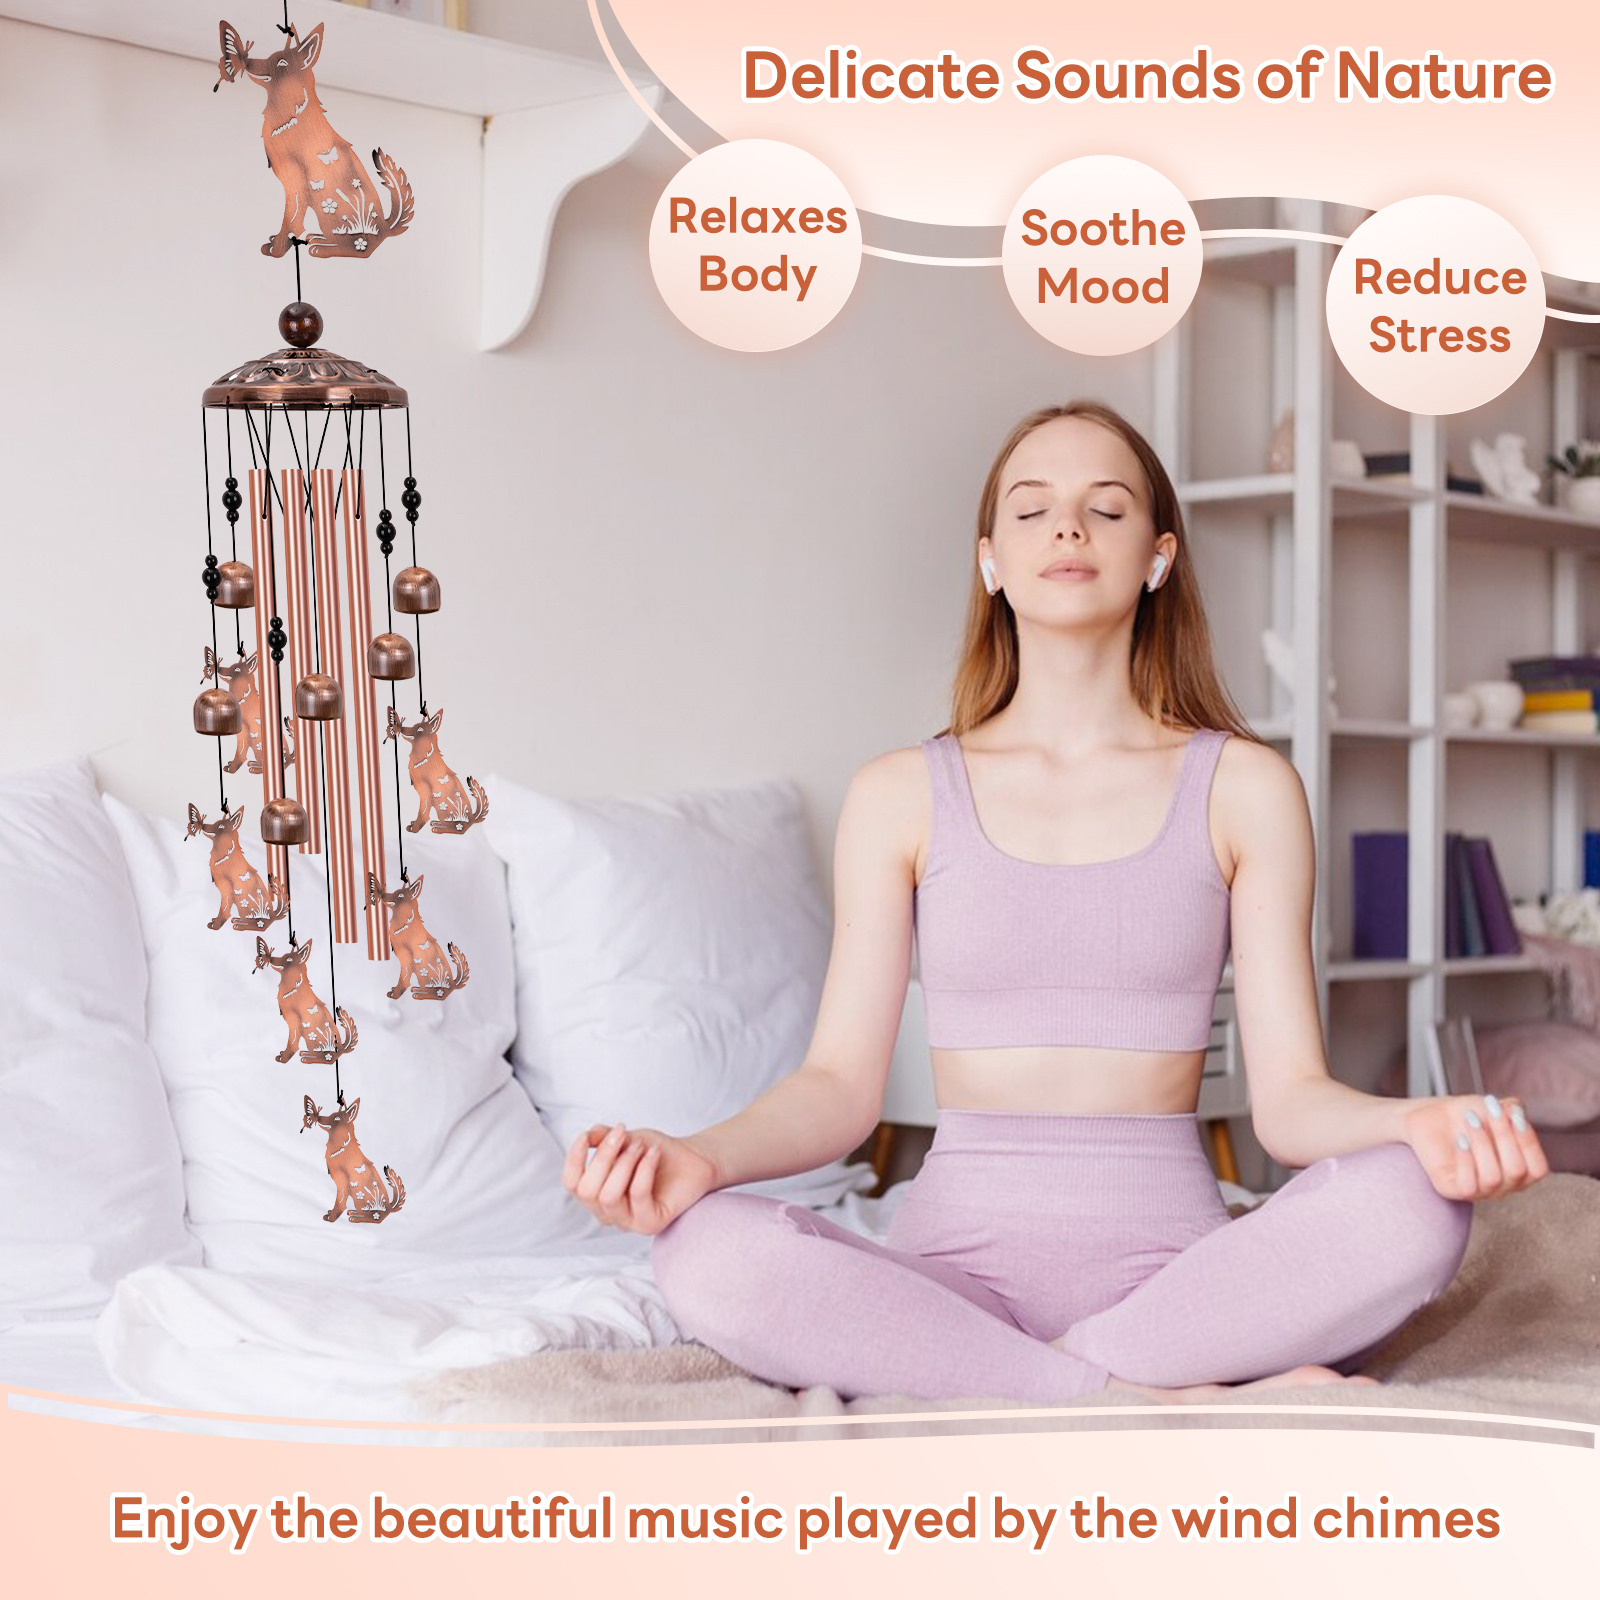 Delicate Sounds of Nature
Relaxes
Body
Soothe
Mood
Reduce
Stress
Enjoy the beautiful music played by the wind chimes